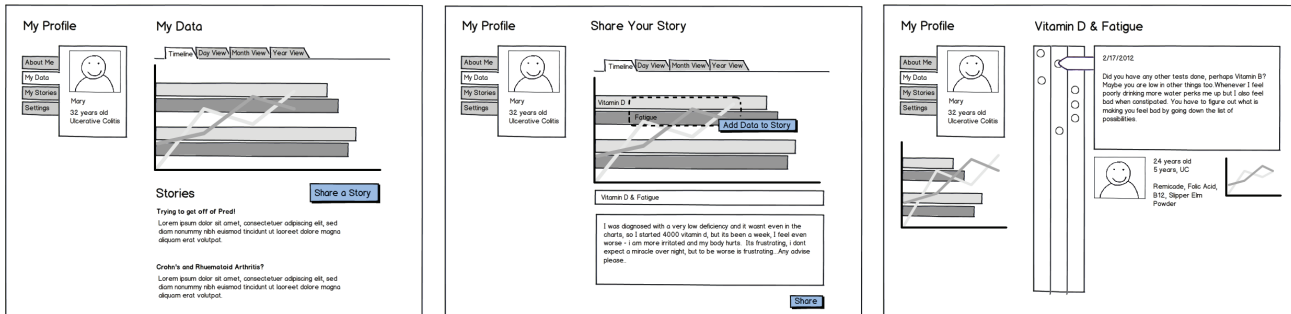 My Profile
My Data
Timeline Day View Month View Year View
About Me
My Data
My Stories
Settings
Mary
32 years old
Ulcerative Colitis
Stories
Share a Story
Trying to get off of Pred!
Lorem ipsum dolor sit amet, consectetuer adipiscing elit, sed
diam nonummy nibh euismod tincidunt ut laoreet dolore magna
aliquam erat volutpat.
Crohn's and Rhuematoid Arthritis?
Lorem ipsum dolor sit amet, consectetuer adipiscing elit, sed
diam nonummy nibh euismod tincidunt ut laoreet dolore magna
aliquam erat volutpat.
My Profile
Share Your Story
Timeline Day View Month View Year View
About Me
My Data
My Stories
Settings
Mary
32 years old
Ulcerative Colitis
Vitamin D
Fatigue
Add Data to Story
Vitamin D & Fatigue
I was diagnosed with a very low deficiency and it wasnt even in the
charts, so I started 4000 vitamin d, but its been a week, I feel even
worse - i am more irritated and my body hurts. Its frustrating, i dont
expect a miracle over night, but to be worse is frustrating...Any advise
please..
Share
My Profile
Vitamin D & Fatigue
About Me
My Data
My Stories
Settings
Mary
32 years old
Ulcerative Colitis
2/17/2012
Did you have any other tests done, perhaps Vitamin B?
Maybe you are low in other things too.Whenever I feel
poorly drinking more water perks me up but I also feel
bad when constipated. You have to figure out what is
making you feel bad by going down the list of
possibilities.
24 years old
5 years, UC
Remicade, Folic Acid,
B12, Slipper Elm
Powder